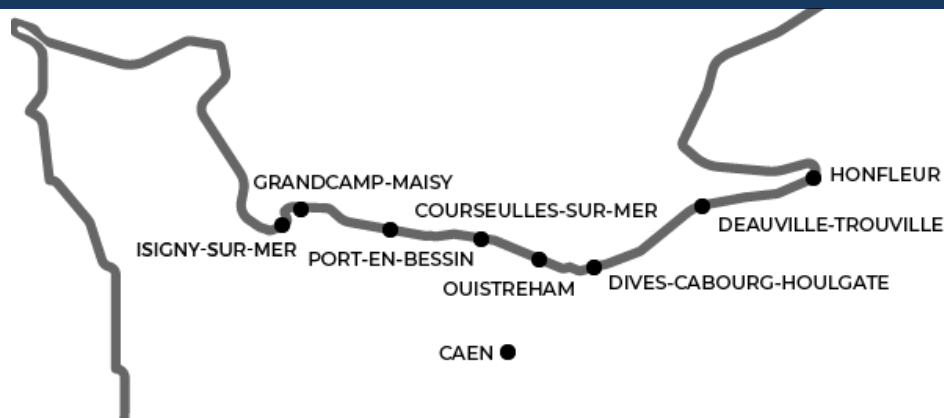 GRANDCAMP-MAISY
HONFLEUR
COURSEULLES-SUR-MER
DEAUVILLE-TROUVILLE
ISIGNY-SUR-MER
PORT-EN-BESSIN
OUISTREHAM
DIVES-CABOURG-HOULGATE
CAEN